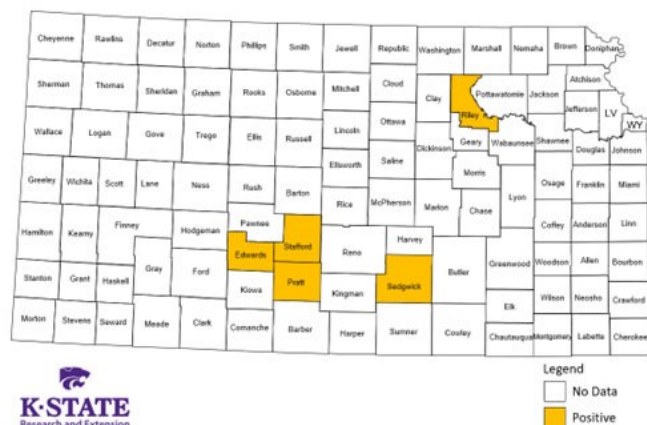 Cheyenne Rawlins Decatur Norton Phillips Smith Jewell Republic Washington Marshall Nemaha Brown Doniphan
Sherman Thomas Sheridan Graham Rooks Osborne Mitchell Cloud Clay Riley Pottawatomie Jackson Atchison Jefferson LV WY
Wallace Logan Gove Trego Ellis Russell Lincoln Ottawa Dickinson Geary Wabaunsee Shawnee Douglas Johnson
Greeley Wichita Scott Lane Ness Rush Barton Ellsworth Saline Morris Osage Franklin Miami
Hamilton Kearny Finney Hodgeman Pawnee Stafford Rice McPherson Marion Chase Lyon Coffey Anderson Linn
Stanton Grant Haskell Gray Ford Edwards Pratt Reno Harvey Sedgwick Butler Greenwood Woodson Allen Bourbon
Morton Stevens Seward Meade Clark Kiowa Comanche Barber Kingman Harper Sumner Cowley Elk Chautauqua Wilson Montgomery Neosho Labette Crawford Cherokee
K·STATE
Research and Extension
Legend
No Data
Positive